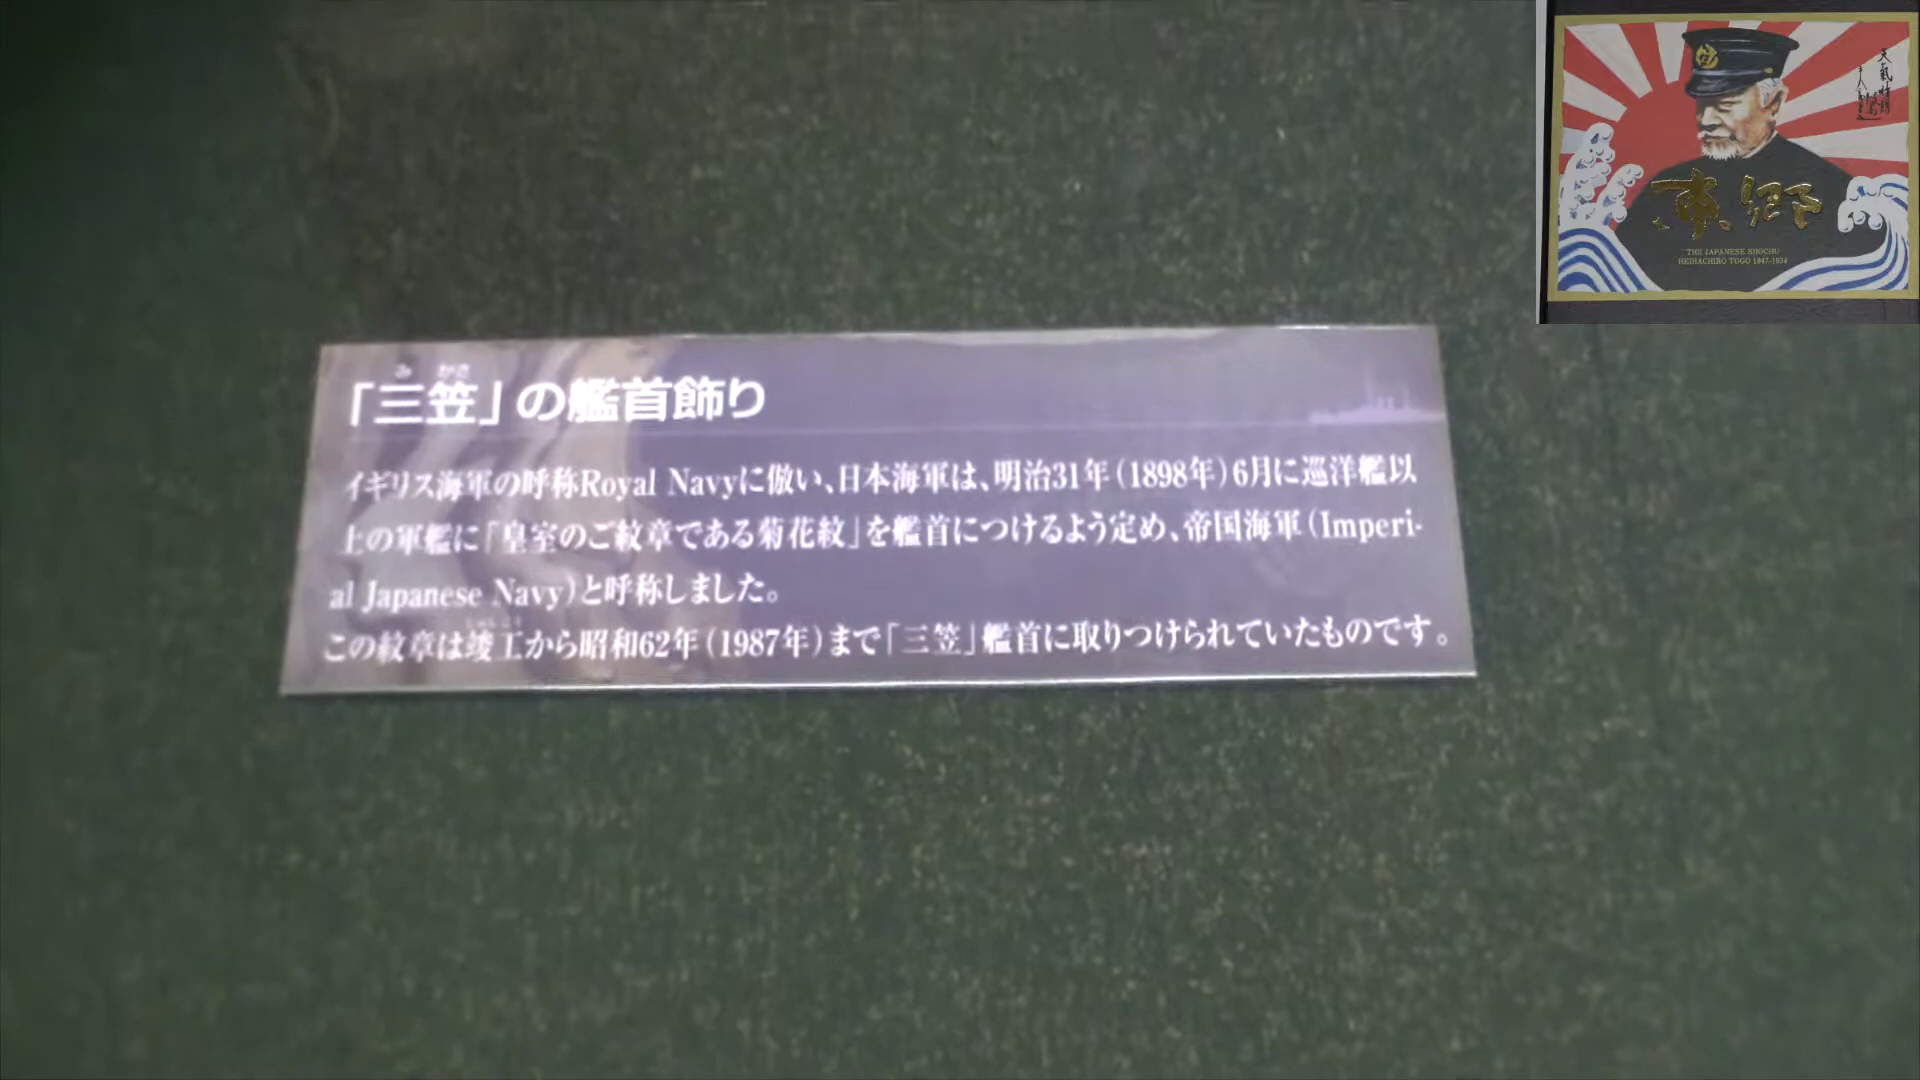 「三笠」の艦首飾り
イギリス海軍の呼称Royal Navyに倣い、日本海軍は、明治31年(1898年)6月に巡洋艦以
上の軍艦に「皇室のご紋章である菊花紋」を艦首につけるよう定め、帝国海軍(Imperi-
al Japanese Navy)と呼称しました。
この紋章は竣工から昭和62年(1987年)まで「三笠」艦首に取りつけられていたものです。
東郷
THE JAPANESE SHOCHU
HEIHACHIRO TOGO 1847-1934